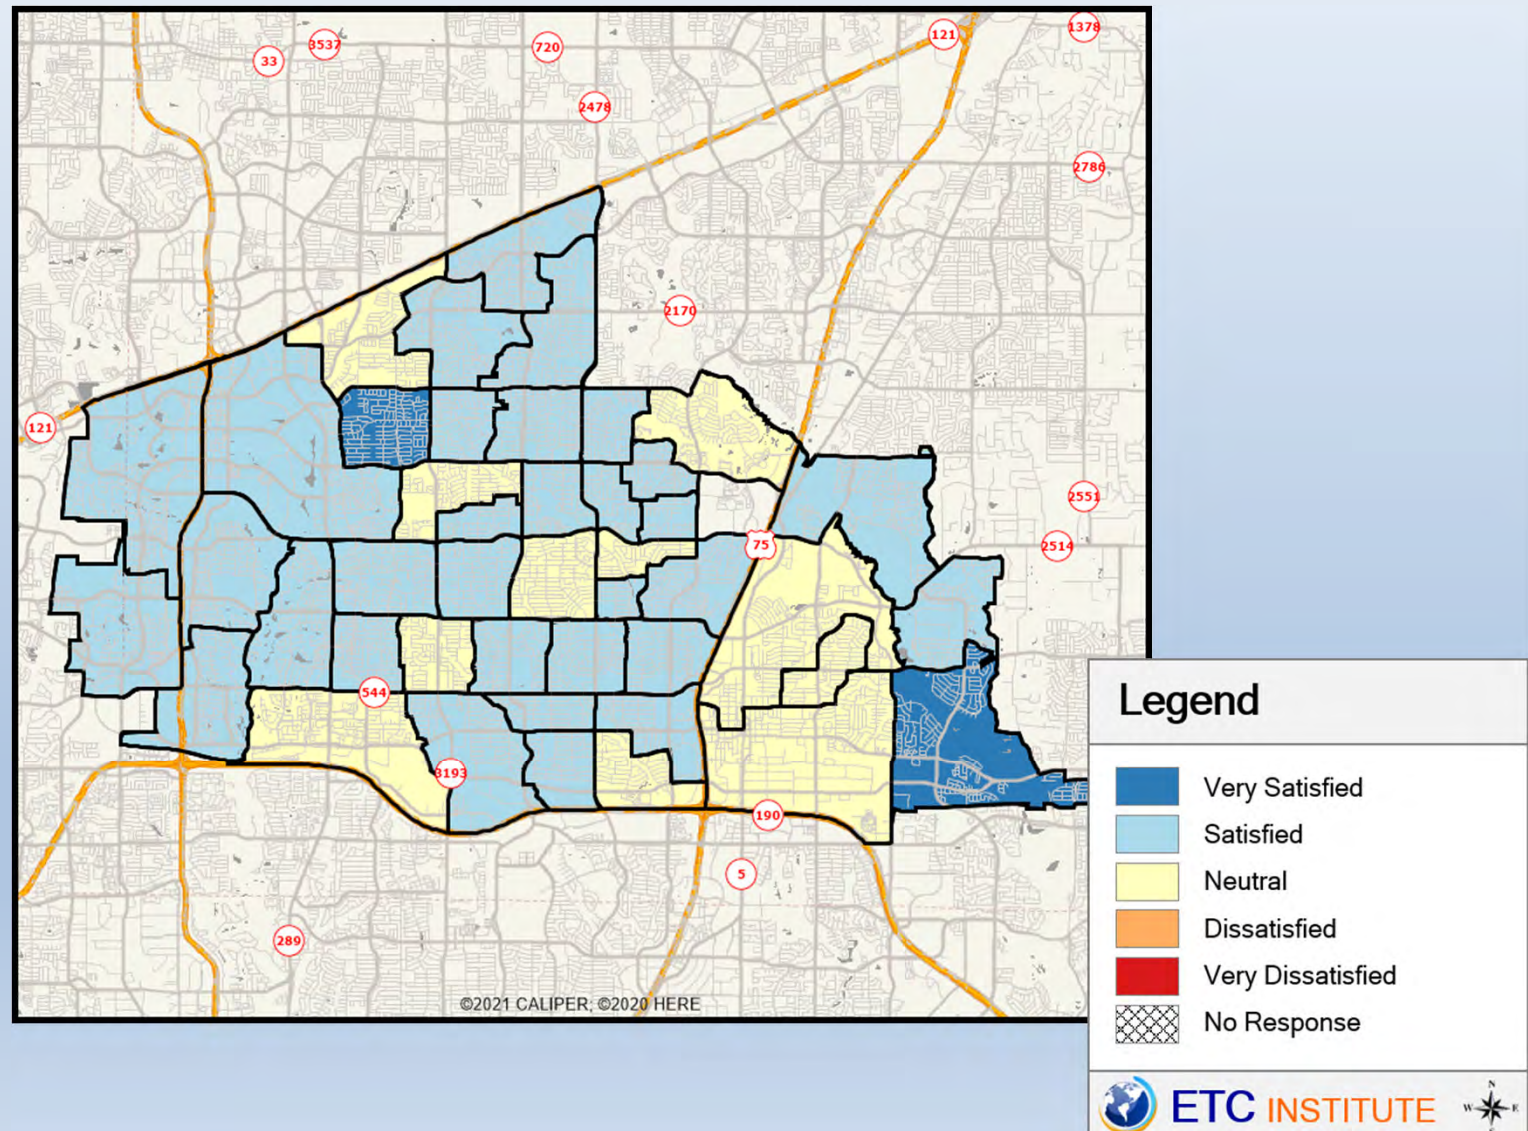 121
1378
3537
720
33
2478
2786
2170
121
2551
75
2514
544
3193
190
5
289
©2021 CALIPER; ©2020 HERE
Legend
Very Satisfied
Satisfied
Neutral
Dissatisfied
Very Dissatisfied
No Response
ETC INSTITUTE
N
W E
S